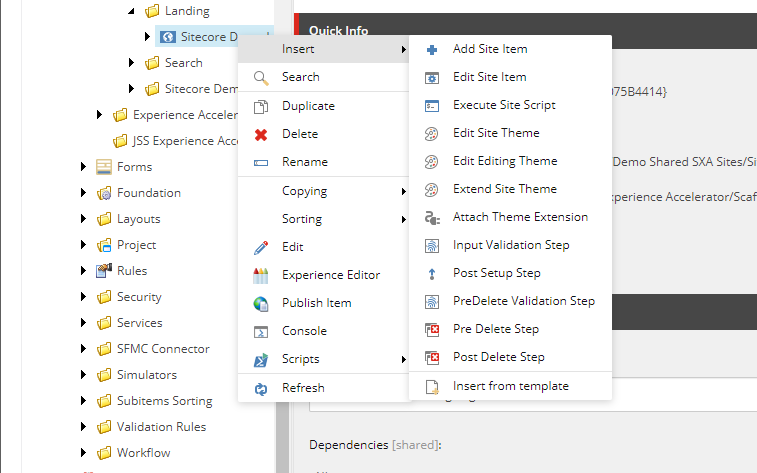 Landing
Sitecore D
Search
Sitecore Dem
Experience Acceler
JSS Experience Acc
Forms
Foundation
Layouts
Project
Rules
Security
Services
SFMC Connector
Simulators
Subitems Sorting
Validation Rules
Workflow
Insert
Search
Duplicate
Delete
Rename
Copying
Sorting
Edit
Experience Editor
Publish Item
Console
Scripts
Refresh
Add Site Item
Edit Site Item
Execute Site Script
Edit Site Theme
Edit Editing Theme
Extend Site Theme
Attach Theme Extension
Input Validation Step
Post Setup Step
PreDelete Validation Step
Pre Delete Step
Post Delete Step
Insert from template
Quick Info
075B4414}
Demo Shared SXA Sites/Si
xperience Accelerator/Scaf
Dependencies [shared]: